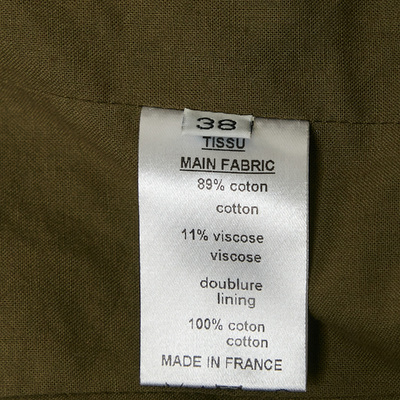 38
TISSU
MAIN FABRIC
89% coton
cotton
11% viscose
viscose
doublure
lining
100% coton
cotton
MADE IN FRANCE